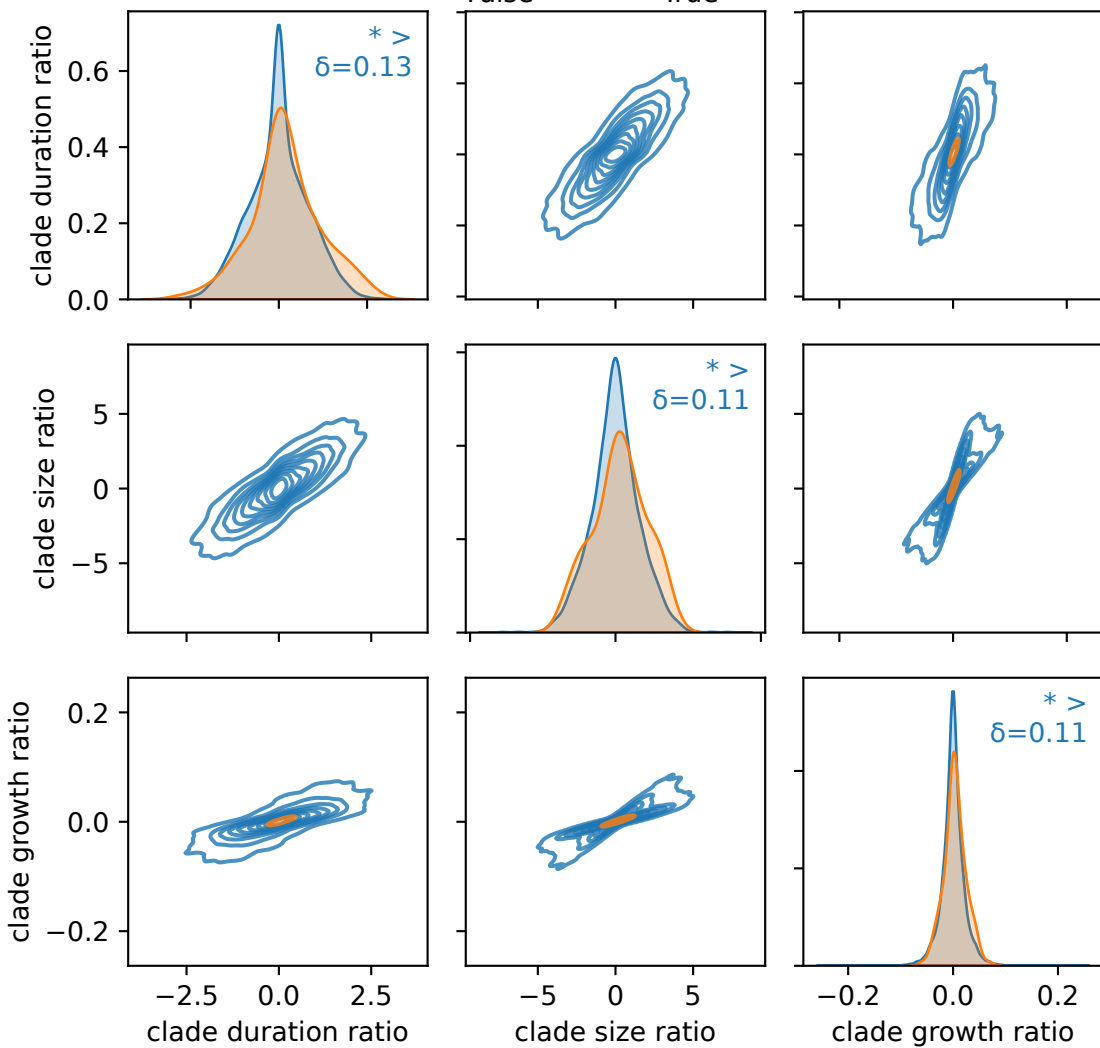 False True
clade duration ratio
0.6
0.4
0.2
0.0
* >
δ=0.13
clade size ratio
5
0
−5
* >
δ=0.11
clade growth ratio
0.2
0.0
−0.2
* >
δ=0.11
−2.5 0.0 2.5
−5 0 5
−0.2 0.0 0.2
clade duration ratio
clade size ratio
clade growth ratio